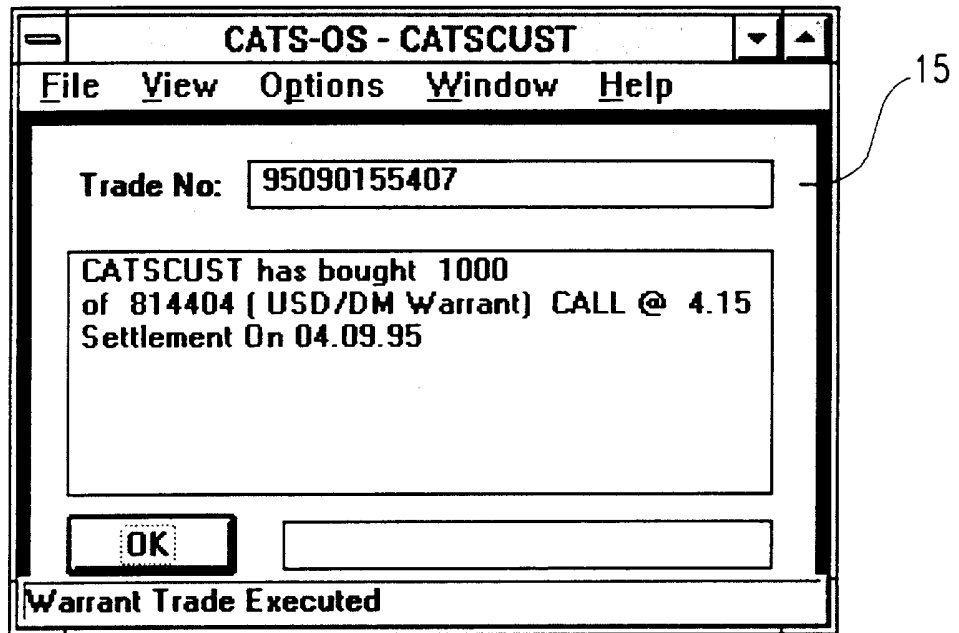 CATS-OS - CATSCUST
File View Options Window Help
15
Trade No: 95090155407
CATSCUST has bought 1000
of 814404 ( USD/DM Warrant) CALL @ 4.15
Settlement On 04.09.95
OK
Warrant Trade Executed